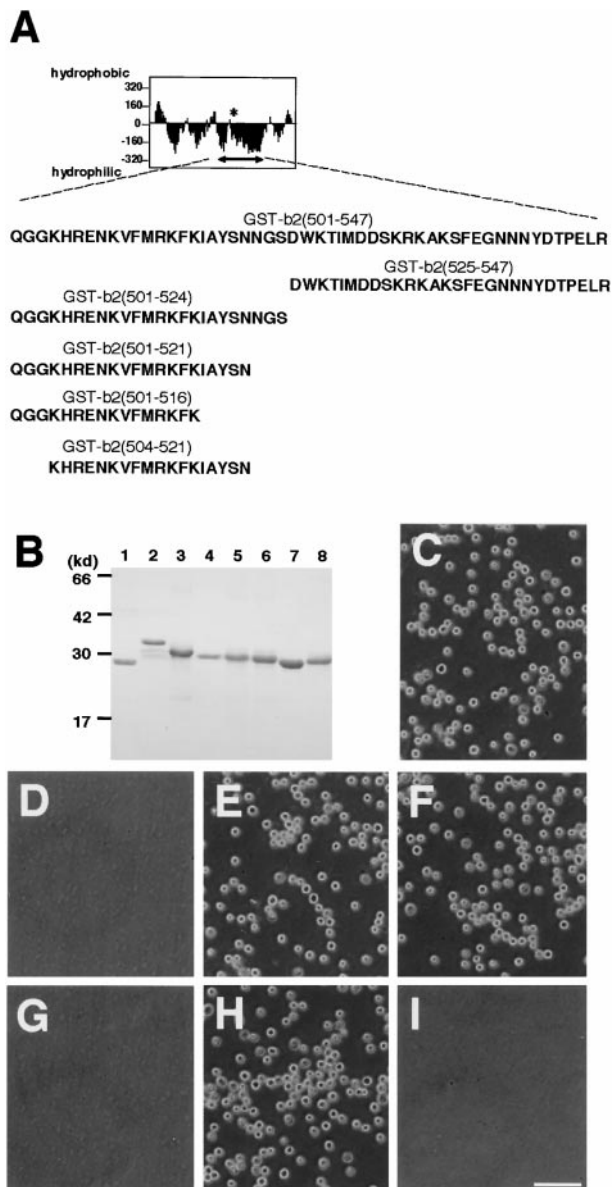 A
hydrophobic
320
160
0
-160
-320
*
hydrophilic
GST-b2(501-547)
QGGKHRENKVFMRKFKIAYSNNGSDWKTIMDDSKRKAKSFEGNNNYDTPELR
GST-b2(525-547)
DWKTIMDDSKRKAKSFEGNNNYDTPELR
GST-b2(501-524)
QGGKHRENKVFMRKFKIAYSNNGS
GST-b2(501-521)
QGGKHRENKVFMRKFKIAYSN
GST-b2(501-516)
QGGKHRENKVFMRKFK
GST-b2(504-521)
KHRENKVFMRKFKIAYSN
B
(kd) 1 2 3 4 5 6 7 8
66
42
30
17
C
D E F
G H I